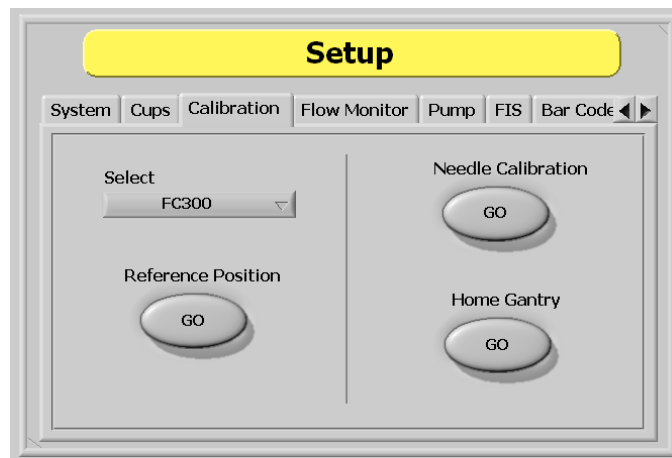 Setup
System Cups Calibration Flow Monitor Pump FIS Bar Code
Select
FC300
Reference Position
GO
Needle Calibration
GO
Home Gantry
GO